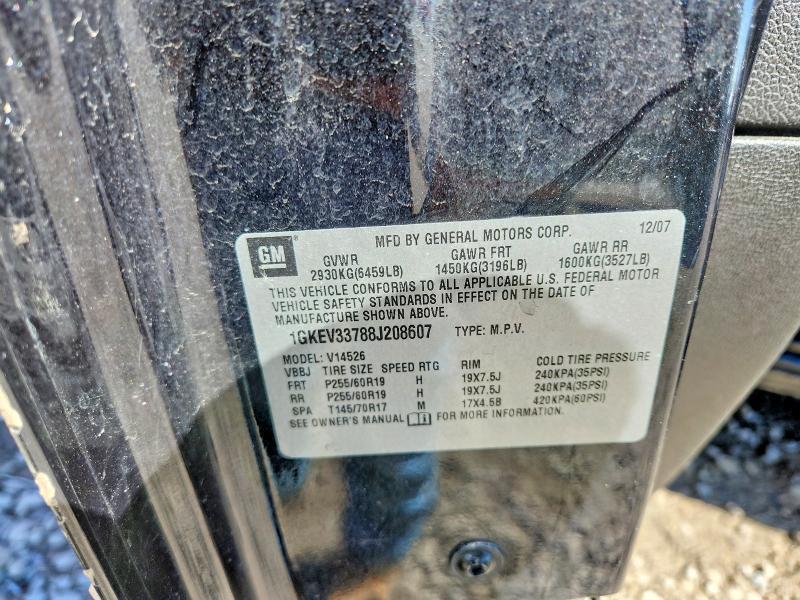 MFD BY GENERAL MOTORS CORP. 12/07
GM
GVWR GAWR FRT GAWR RR
2930KG(6459LB) 1450KG(3196LB) 1600KG(3527LB)
THIS VEHICLE CONFORMS TO ALL APPLICABLE U.S. FEDERAL MOTOR
VEHICLE SAFETY STANDARDS IN EFFECT ON THE DATE OF
MANUFACTURE SHOWN ABOVE.
1GKEV33788J208607 TYPE: M.P.V.
MODEL: V14526
VBBJ TIRE SIZE SPEED RTG RIM COLD TIRE PRESSURE
FRT P255/60R19 H 19X7.5J 240KPA(35PSI)
RR P255/60R19 H 19X7.5J 240KPA(35PSI)
SPA T145/70R17 M 17X4.5B 420KPA(60PSI)
SEE OWNER'S MANUAL FOR MORE INFORMATION.